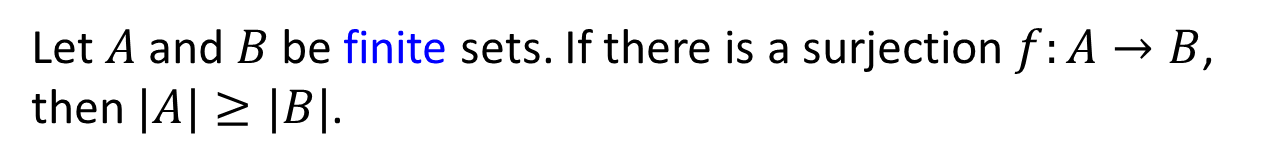 Let A and B be finite sets. If there is a surjection f: A → B,
then |A| ≥ |B|.